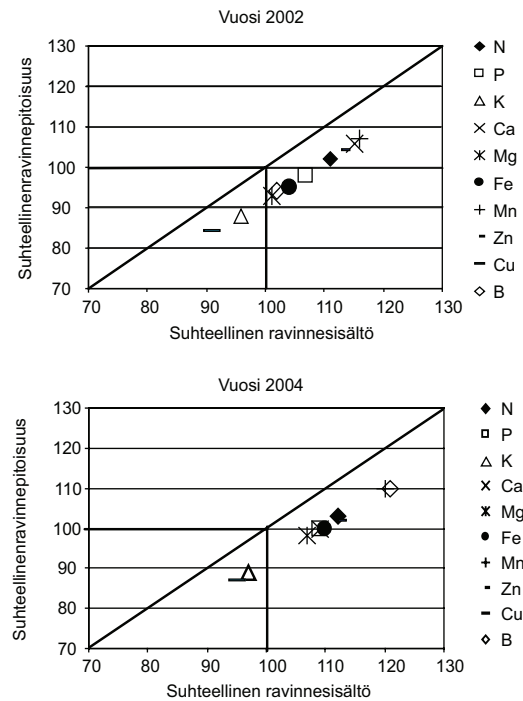 Vuosi 2002
130
120
110
100
90
80
70
70 80 90 100 110 120 130
Suhteellinenravinnepitoisuus
Suhteellinen ravinnesisältö
N
P
K
Ca
Mg
Fe
Mn
Zn
Cu
B
Vuosi 2004
130
120
110
100
90
80
70
70 80 90 100 110 120 130
Suhteellinenravinnepitoisuus
Suhteellinen ravinnesisältö
N
P
K
Ca
Mg
Fe
Mn
Zn
Cu
B